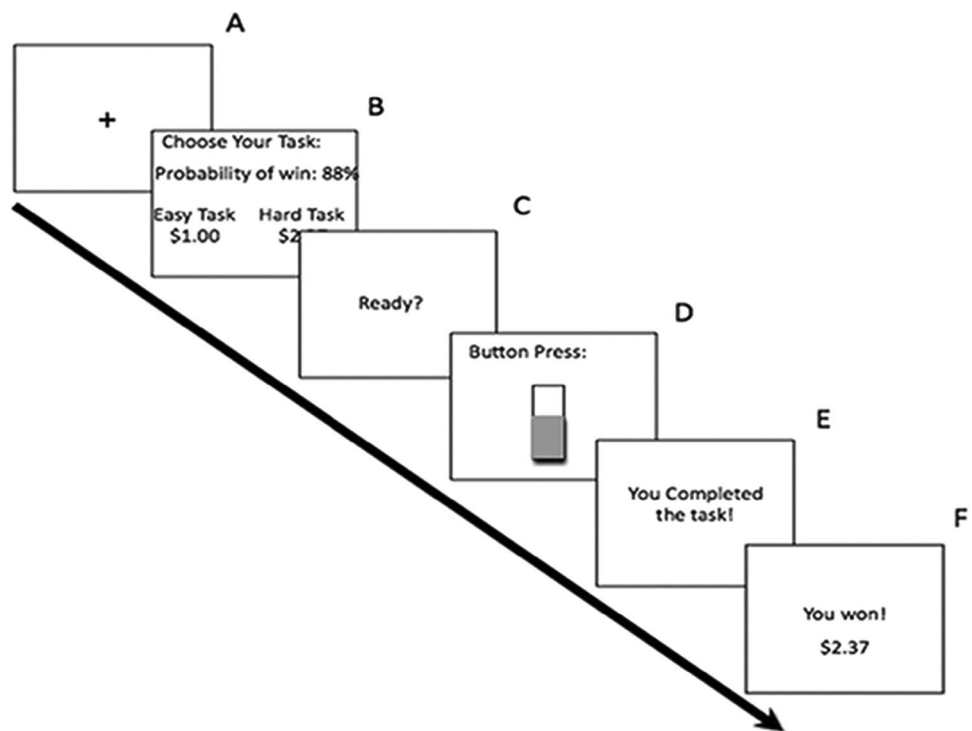 A
+
B
Choose Your Task:
Probability of win: 88%
Easy Task Hard Task
$1.00 $2
C
Ready?
D
Button Press:
E
You Completed
the task!
F
You won!
$2.37